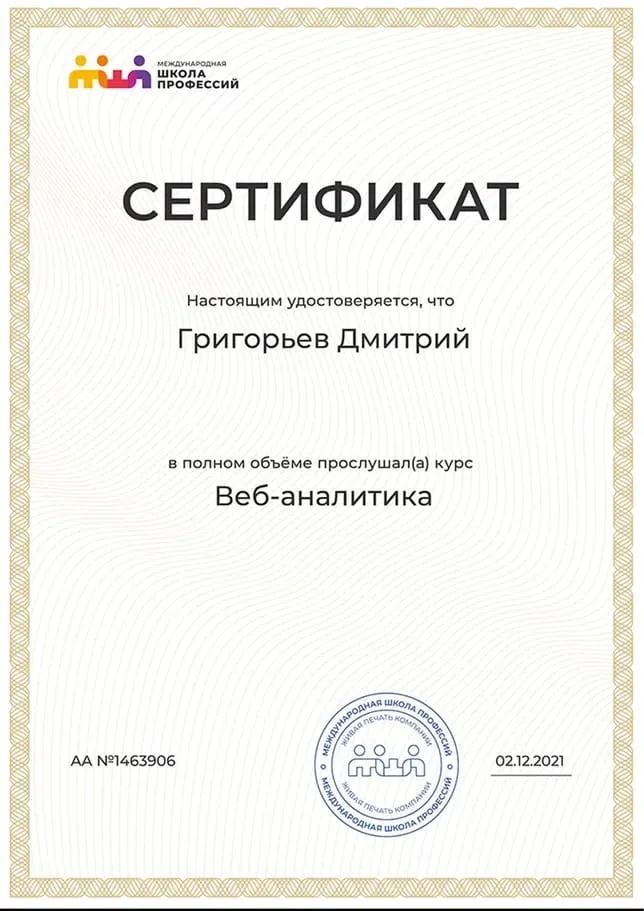 МЕЖДУНАРОДНАЯ
ШКОЛА
ПРОФЕССИЙ
СЕРТИФИКАТ
Настоящим удостоверяется, что
Григорьев Дмитрий
в полном объёме прослушал(а) курс
Веб-аналитика
АА №1463906
МЕЖДУНАРОДНАЯ ШКОЛА ПРОФЕССИЙ
ЖИВАЯ ПЕЧАТЬ КОМПАНИИ
ЖИВАЯ ПЕЧАТЬ КОМПАНИИ
МЕЖДУНАРОДНАЯ ШКОЛА ПРОФЕССИЙ
02.12.2021